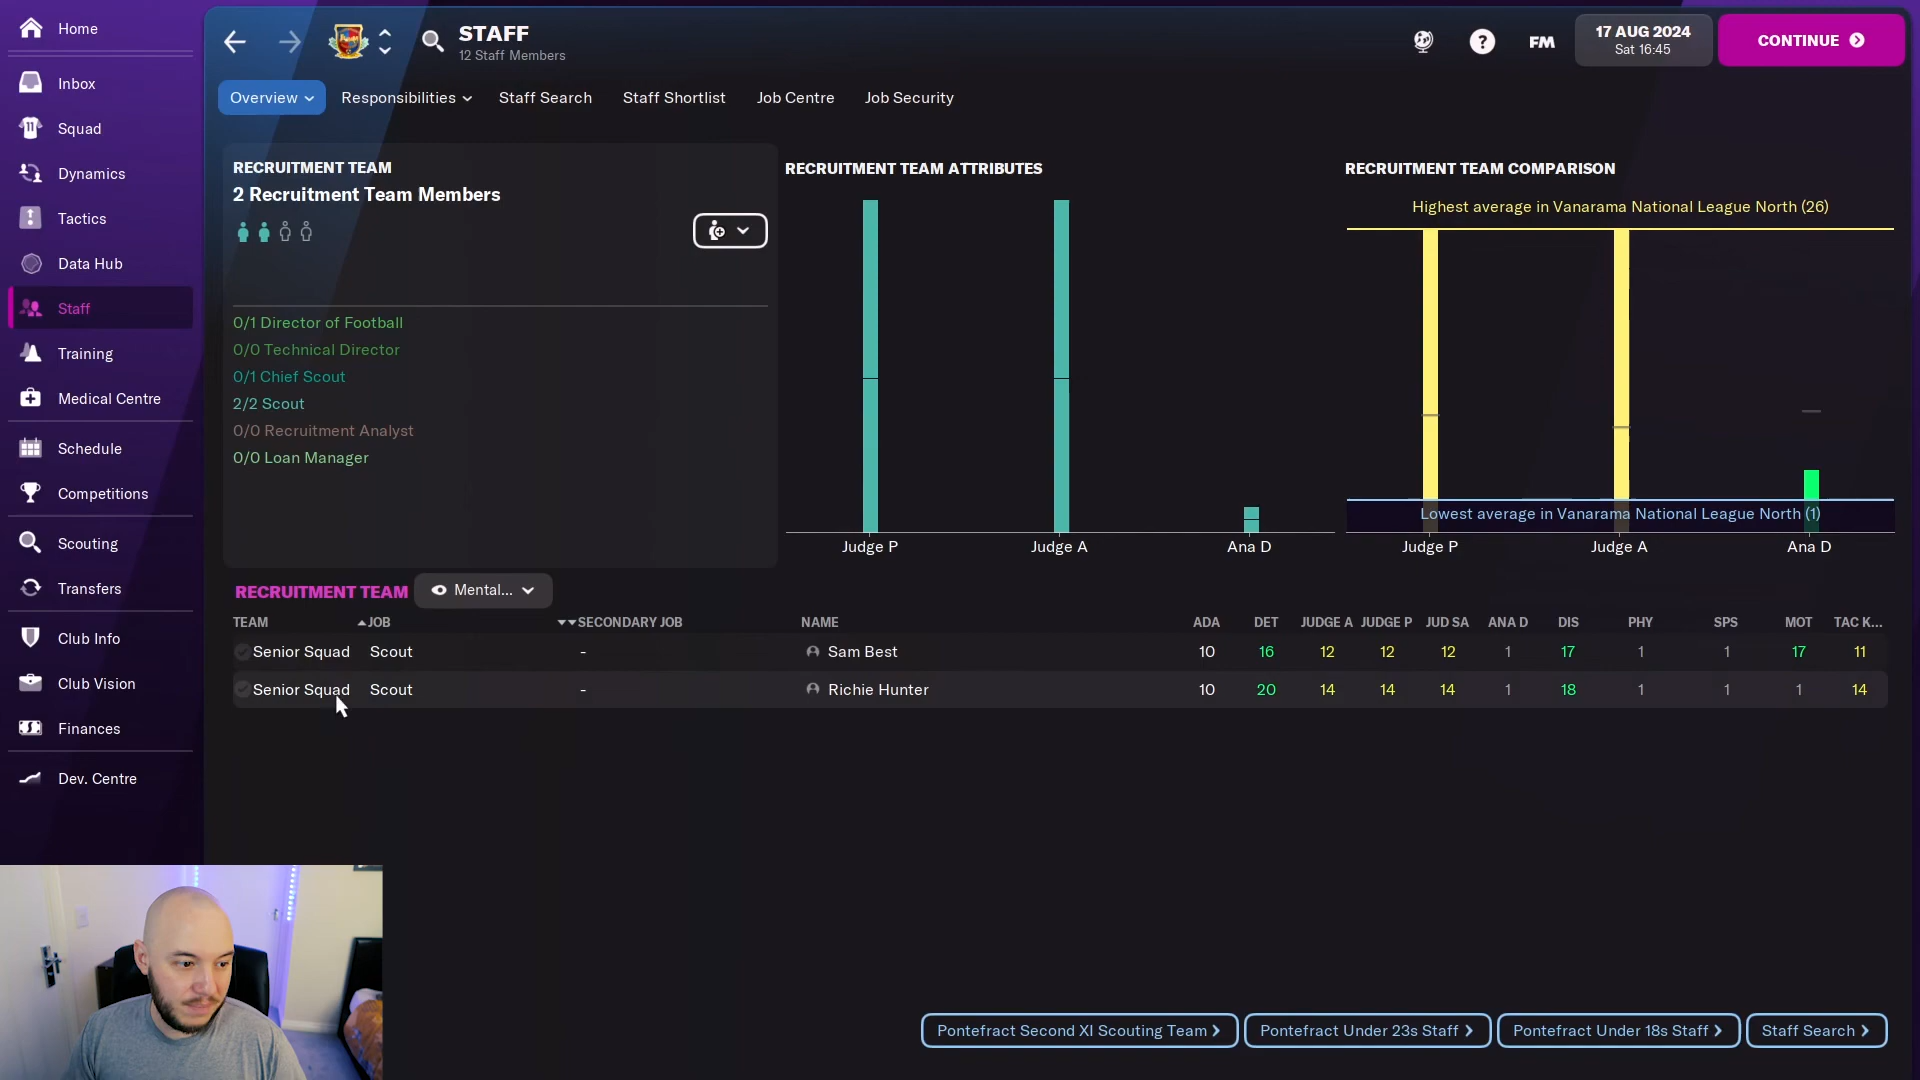 Home
Inbox
Squad
Dynamics
Tactics
Data Hub
Staff
Training
Medical Centre
Schedule
Competitions
Scouting
Transfers
Club Info
Club Vision
Finances
Dev. Centre
STAFF
12 Staff Members
FM
17 AUG 2024
Sat 16:45
CONTINUE
Overview Responsibilities Staff Search Staff Shortlist Job Centre Job Security
RECRUITMENT TEAM
2 Recruitment Team Members
0/1 Director of Football
0/0 Technical Director
0/1 Chief Scout
2/2 Scout
0/0 Recruitment Analyst
0/0 Loan Manager
RECRUITMENT TEAM ATTRIBUTES
Judge P Judge A Ana D
RECRUITMENT TEAM COMPARISON
Highest average in Vanarama National League North (26)
Lowest average in Vanarama National League North (1)
Judge P Judge A Ana D
RECRUITMENT TEAM Mental...
TEAM JOB SECONDARY JOB NAME ADA DET JUDGE A JUDGE P JUD SA ANA D DIS PHY SPS MOT TAC K...
Senior Squad Scout - Sam Best 10 16 12 12 12 1 17 1 1 17 11
Senior Squad Scout - Richie Hunter 10 20 14 14 14 1 18 1 1 1 14
Pontefract Second XI Scouting Team Pontefract Under 23s Staff Pontefract Under 18s Staff Staff Search